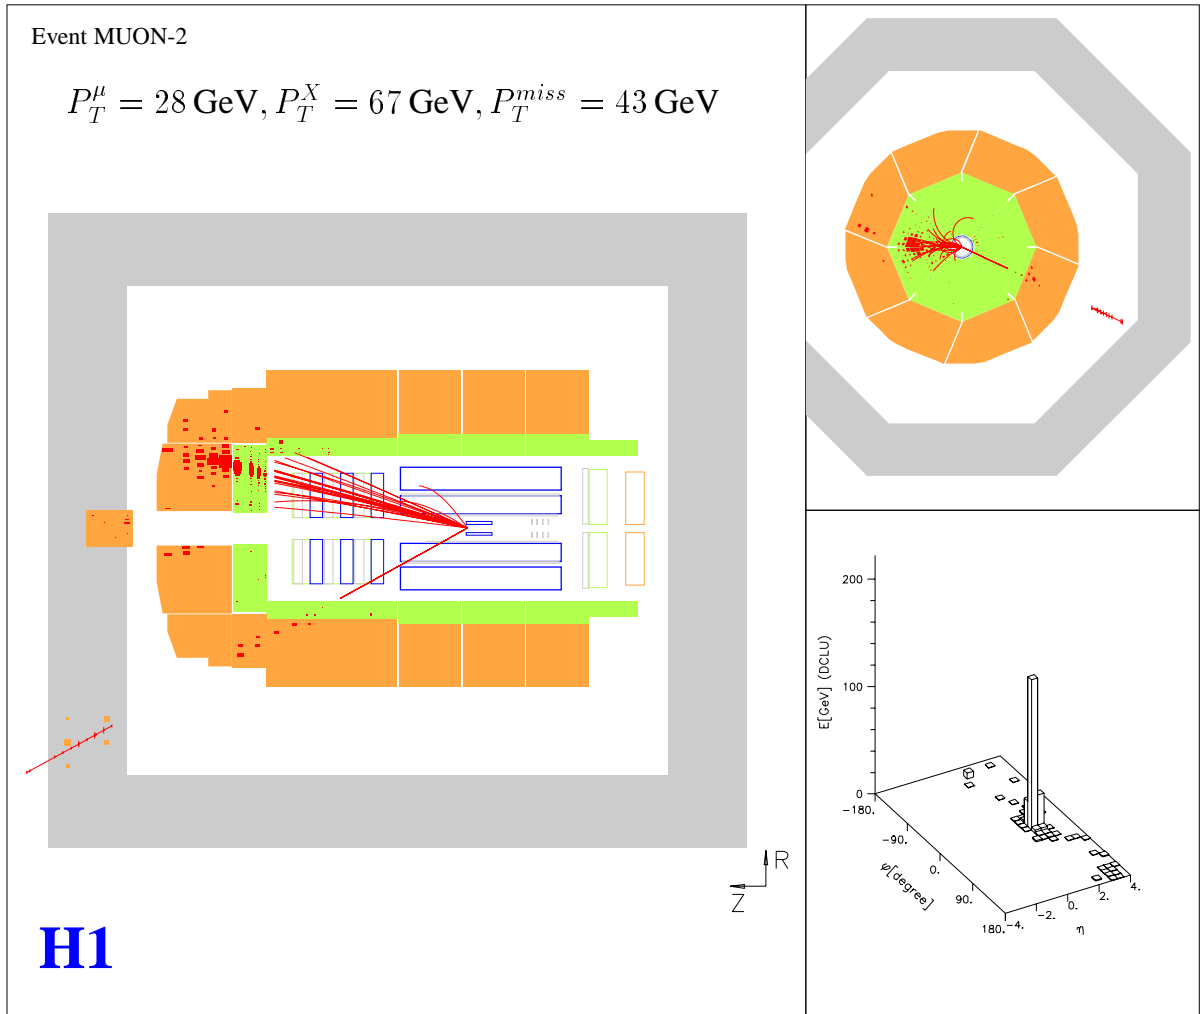 Event MUON-2
P_T^μ = 28 GeV, P_T^X = 67 GeV, P_T^miss = 43 GeV
R
Z
H1
E[GeV] (DCLU)
200
100
0
-180.
-90.
0.
90.
180.
φ[degree]
-4.
-2.
0.
2.
4.
η